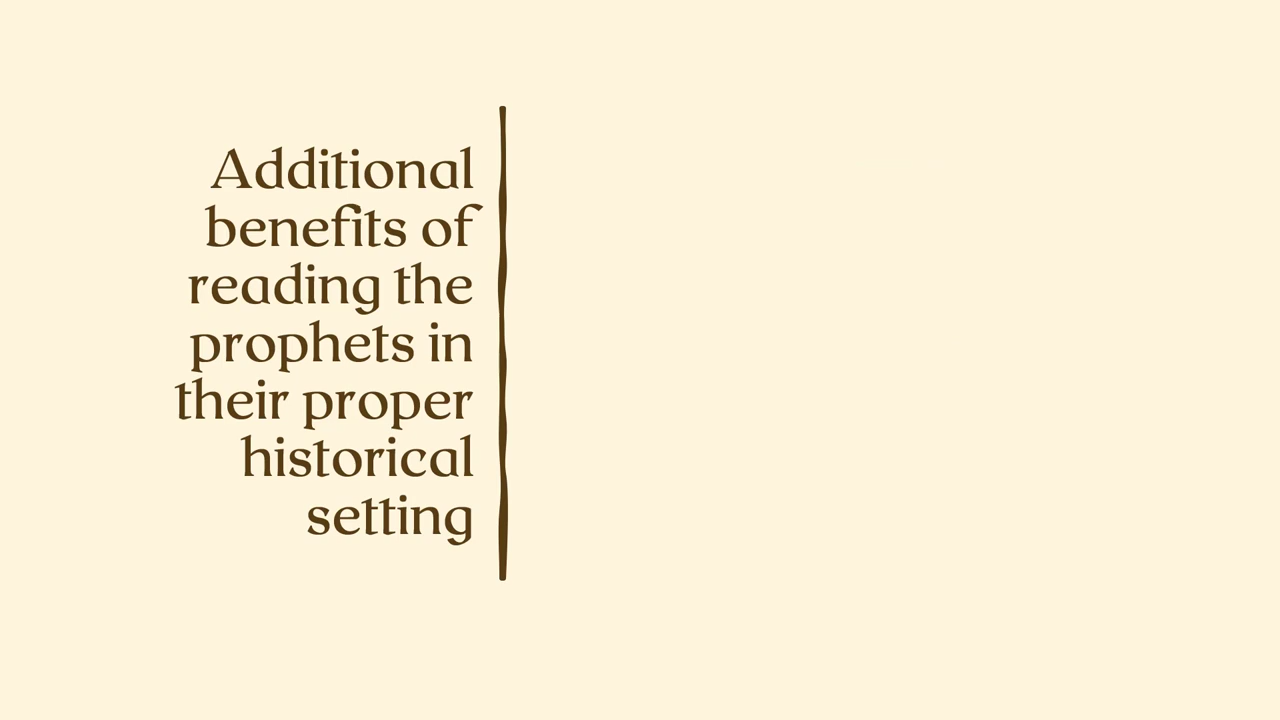 Additional
benefits of
reading the
prophets in
their proper
historical
setting